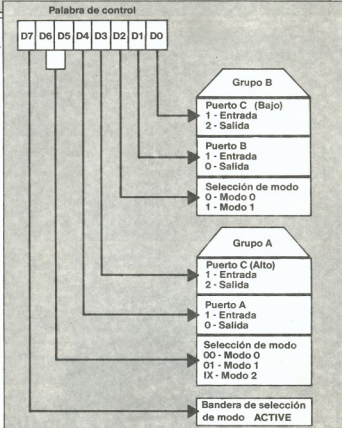 Palabra de control
D7 D6 D5 D4 D3 D2 D1 D0
Grupo B
Puerto C (Bajo)
1 - Entrada
2 - Salida
Puerto B
1 - Entrada
0 - Salida
Selección de modo
0 - Modo 0
1 - Modo 1
Grupo A
Puerto C (Alto)
1 - Entrada
2 - Salida
Puerto A
1 - Entrada
0 - Salida
Selección de modo
00 - Modo 0
01 - Modo 1
IX - Modo 2
Bandera de selección
de modo ACTIVE